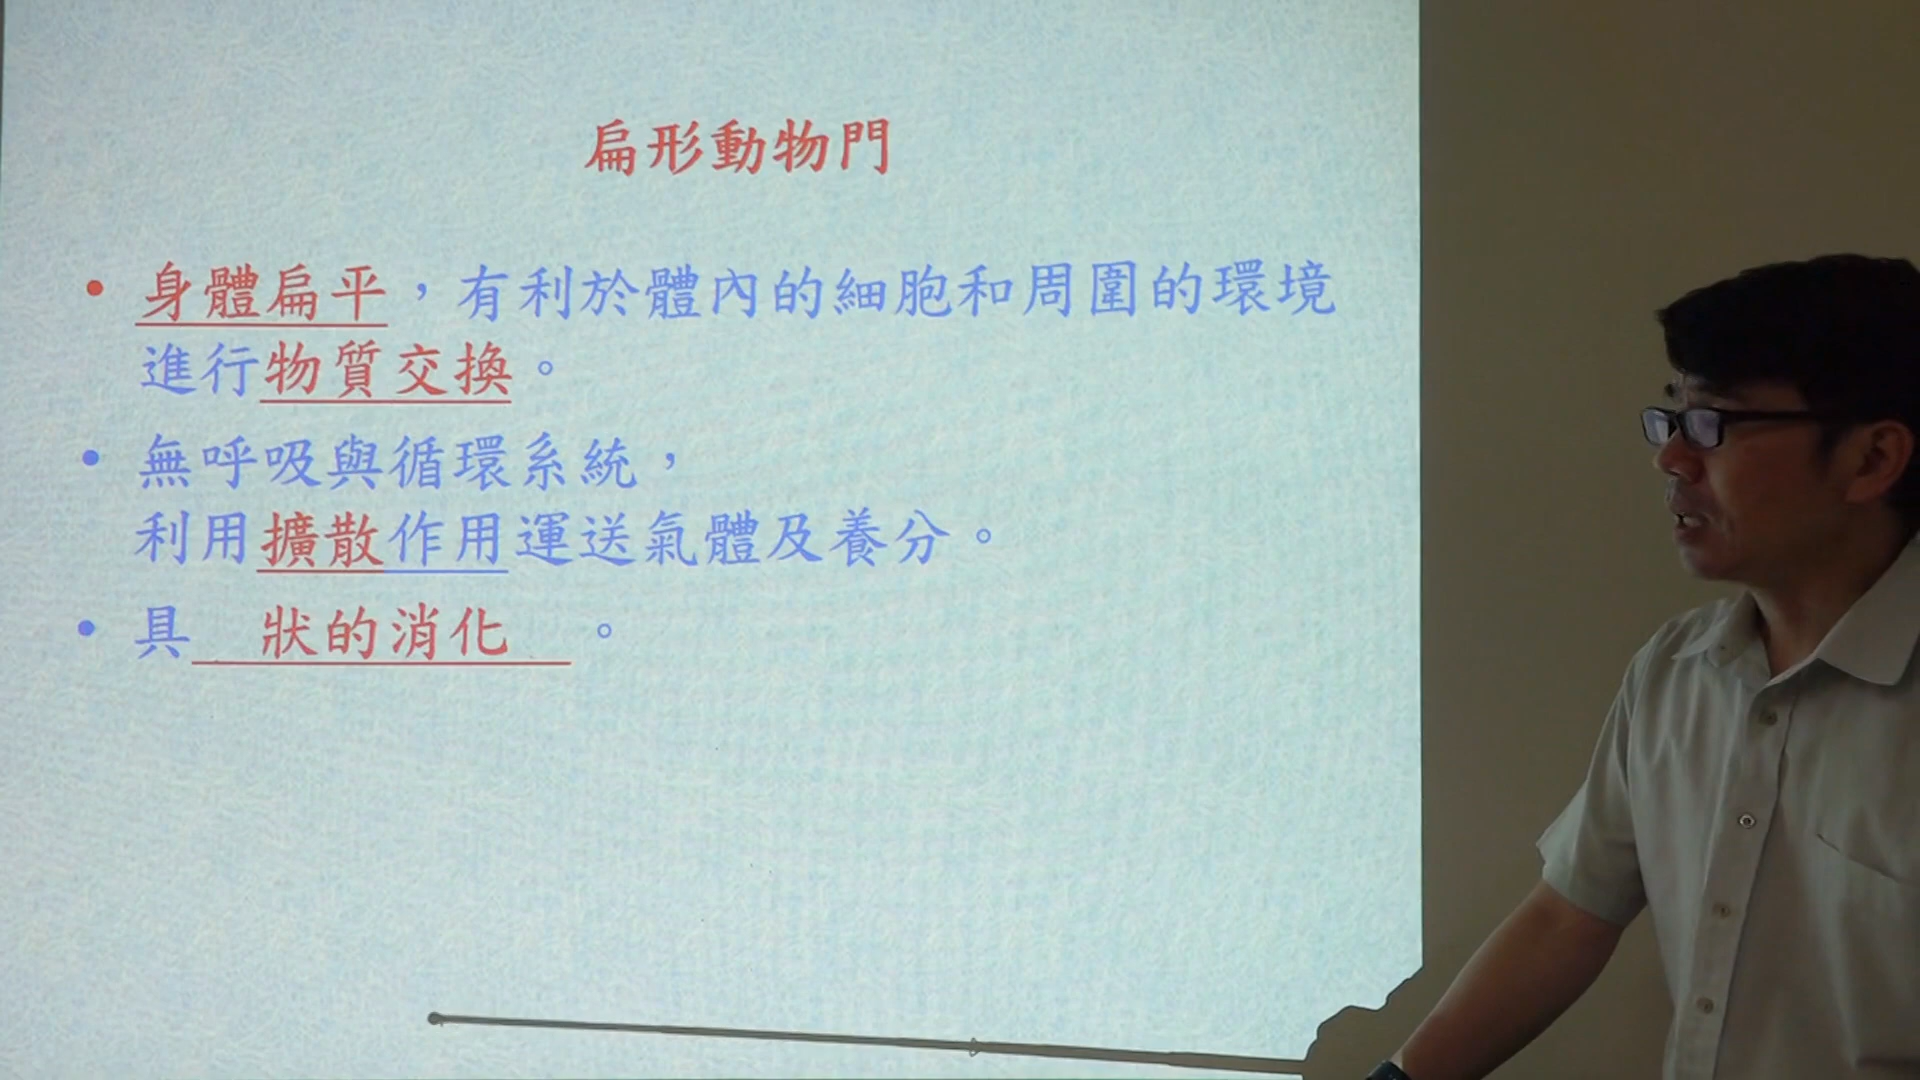 扁形動物門
• 身體扁平，有利於體內的細胞和周圍的環境
進行物質交換。
• 無呼吸與循環系統，
利用擴散作用運送氣體及養分。
• 具　狀的消化　。